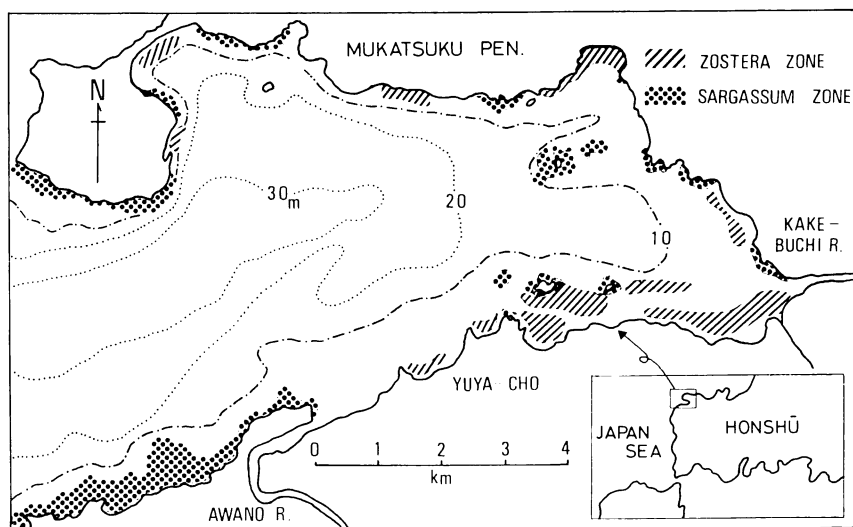 MUKATSUKU PEN.
ZOSTERA ZONE
SARGASSUM ZONE
N
30m
20
10
KAKE-
BUCHI R.
YUYA CHO
AWANO R.
0 1 2 3 4
km
JAPAN
SEA
HONSHŪ